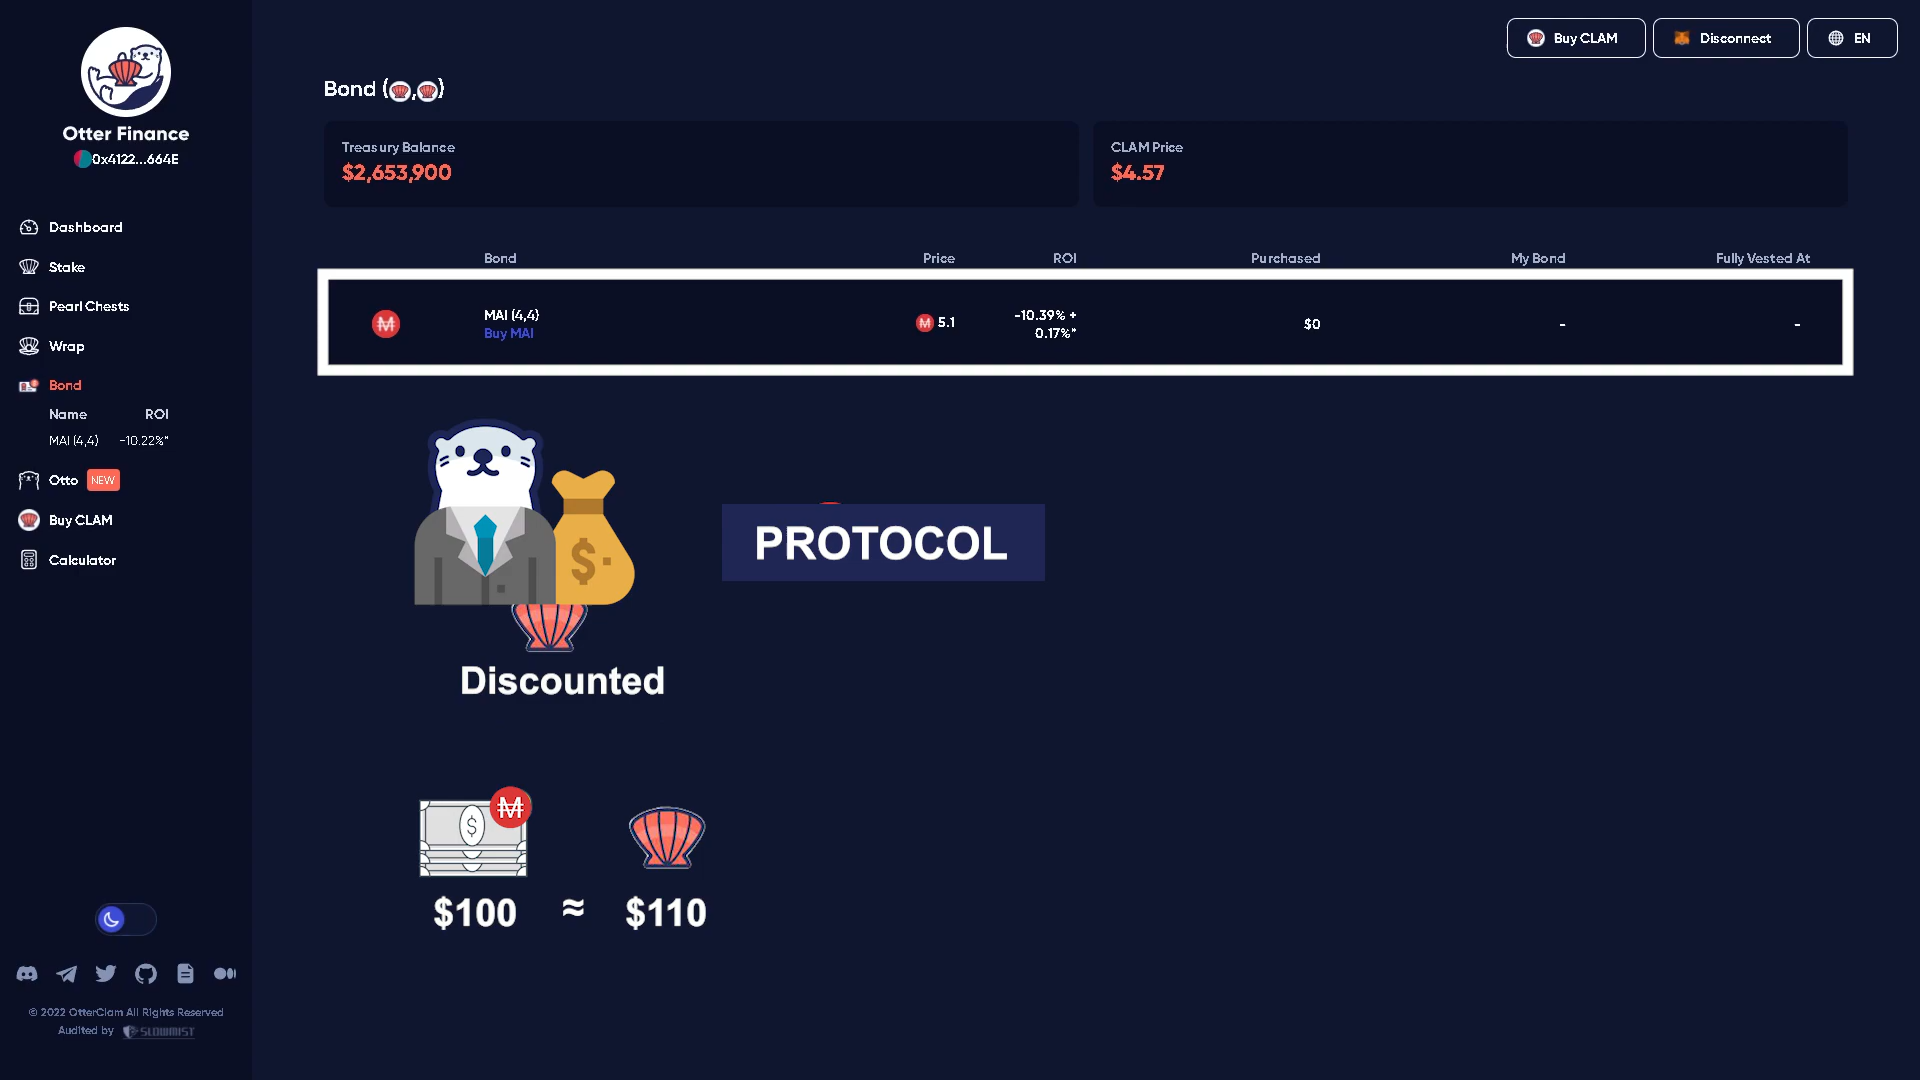 Otter Finance
0x4122...664E
Dashboard
Stake
Pearl Chests
Wrap
Bond
Name ROI
MAI (4,4) -10.22%*
Otto NEW
Buy CLAM
Calculator
© 2022 OtterClam All Rights Reserved
Audited by SLOWMIST
Buy CLAM
Disconnect
EN
Bond ( , )
Treasury Balance
$2,653,900
CLAM Price
$4.57
Bond Price ROI Purchased My Bond Fully Vested At
MAI (4,4)
Buy MAI
5.1
-10.39% +
0.17%*
$0
-
-
PROTOCOL
Discounted
$100 ≈ $110